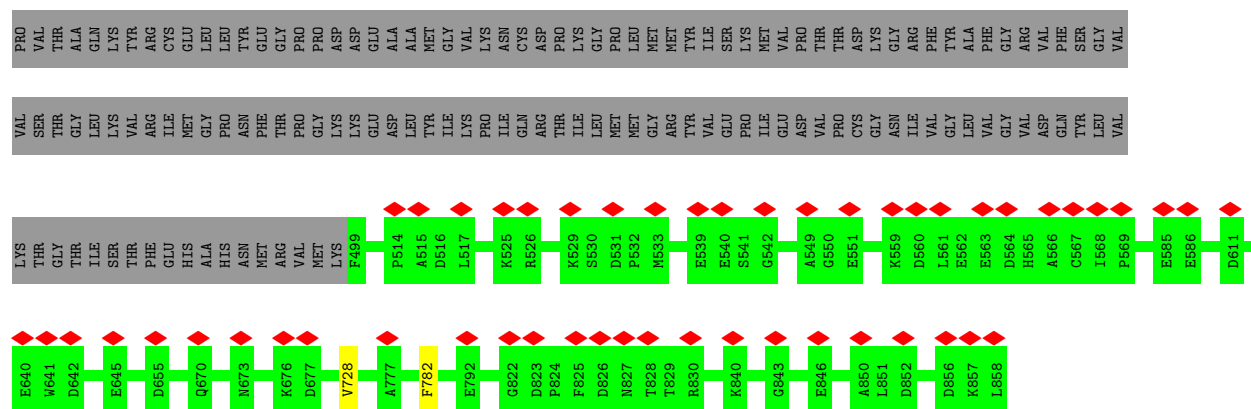 PRO VAL THR ALA GLN LYS TYR ARG CYS GLU LEU LEU TYR GLU GLY PRO PRO ASP ASP GLU ALA ALA MET GLY VAL LYS ASN CYS ASP PRO LYS GLY PRO LEU MET MET TYR ILE SER LYS MET VAL PRO THR THR ASP LYS GLY ARG PHE TYR ALA PHE GLY ARG VAL PHE SER GLY VAL
VAL SER THR GLY LEU LYS VAL ARG ILE MET GLY PRO ASN PHE THR PRO GLY LYS LYS GLU ASP LEU TYR ILE LYS PRO ILE GLN ARG THR ILE LEU MET MET GLY ARG TYR VAL GLU PRO ILE GLU ASP VAL PRO CYS GLY ASN ILE VAL GLY LEU VAL GLY VAL ASP GLN TYR LEU VAL
LYS THR GLY THR ILE SER THR PHE GLU HIS ALA HIS ASN MET ARG VAL MET LYS F499 P514 A515 D516 L517 K525 R526 K529 S530 D531 P532 M533 E539 E540 S541 G542 A549 G550 E551 K559 D560 L561 E562 E563 D564 H565 A566 C567 I568 P569 E585 E586 D611
E640 W641 D642 E645 D655 Q670 N673 K676 D677 V728 A777 F782 E792 G822 D823 P824 F825 D826 N827 T828 T829 R830 K840 G843 E846 A850 L851 D852 D856 K857 L858